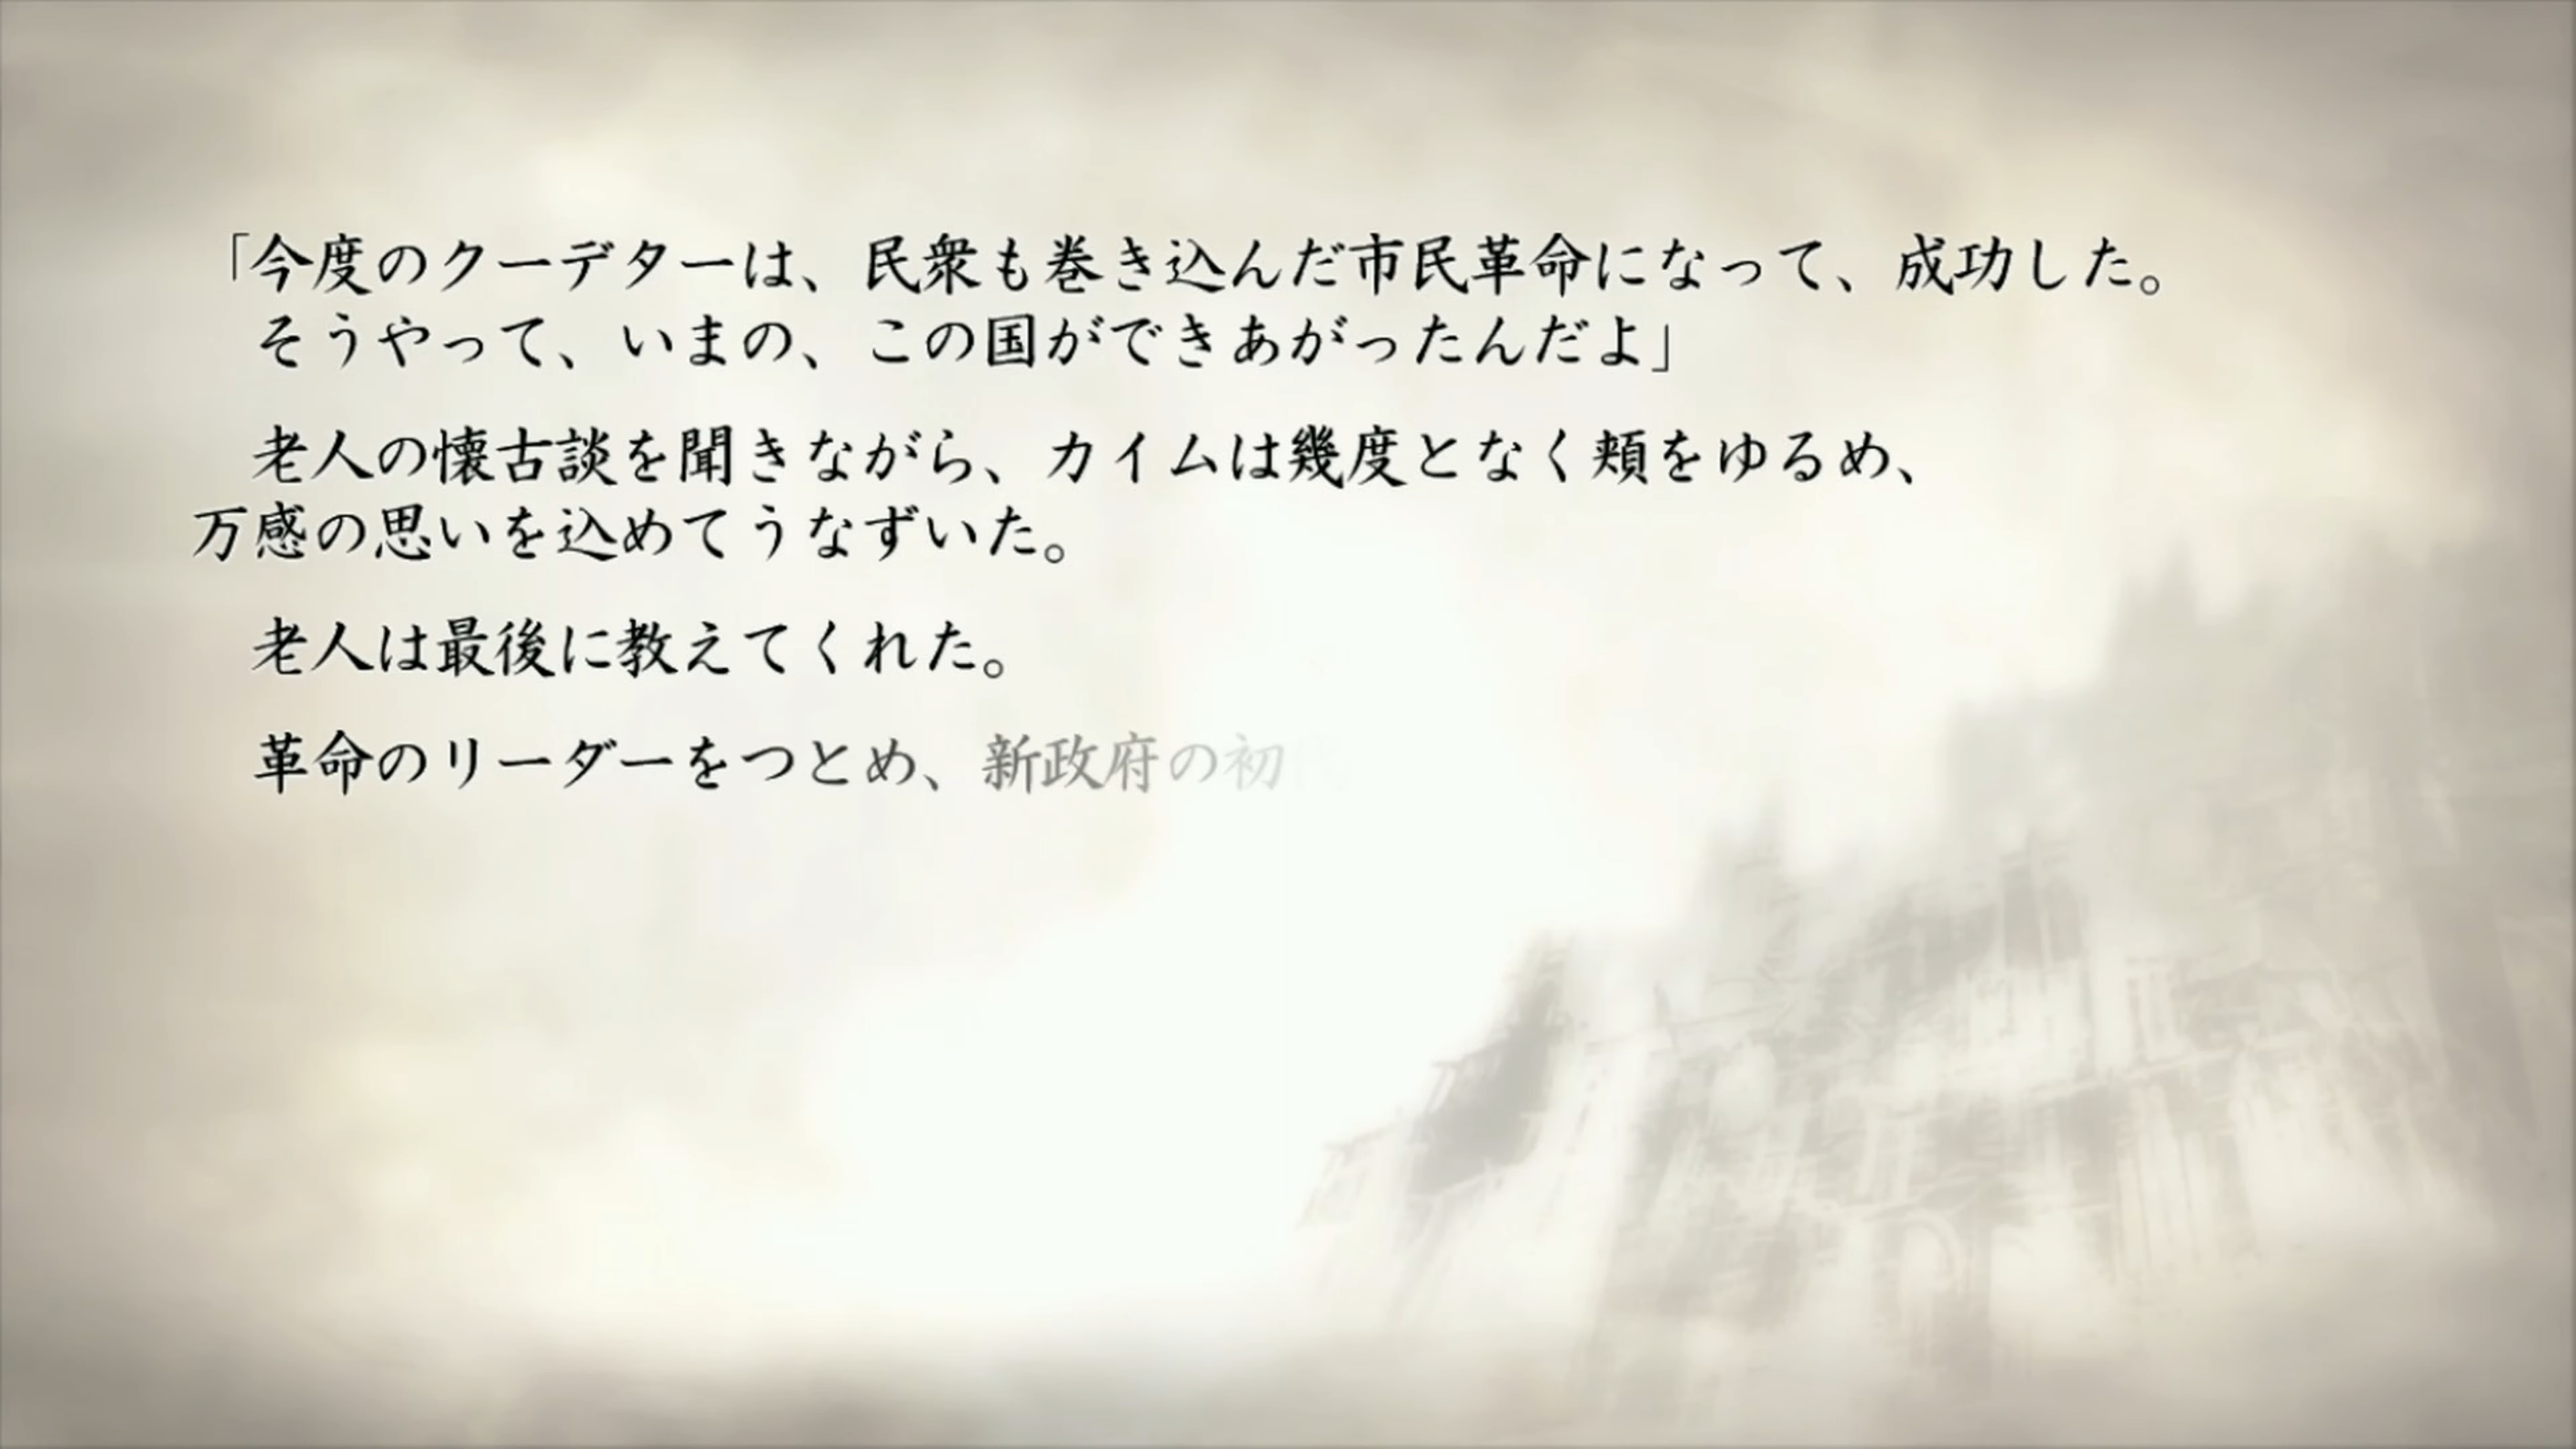 「今度のクーデターは、民衆も巻き込んだ市民革命になって、成功した。
そうやって、いまの、この国ができあがったんだよ」
老人の懐古談を聞きながら、カイムは幾度となく頬をゆるめ、
万感の思いを込めてうなずいた。
老人は最後に教えてくれた。
革命のリーダーをつとめ、新政府の初